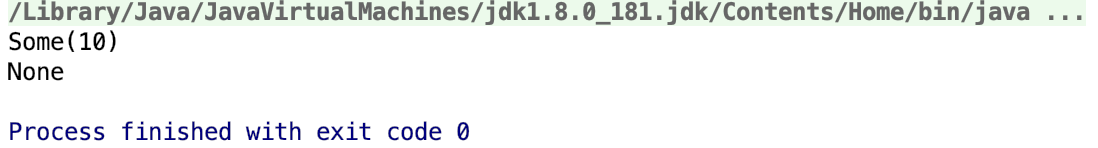 /Library/Java/JavaVirtualMachines/jdk1.8.0_181.jdk/Contents/Home/bin/java ...
Some(10)
None
Process finished with exit code 0